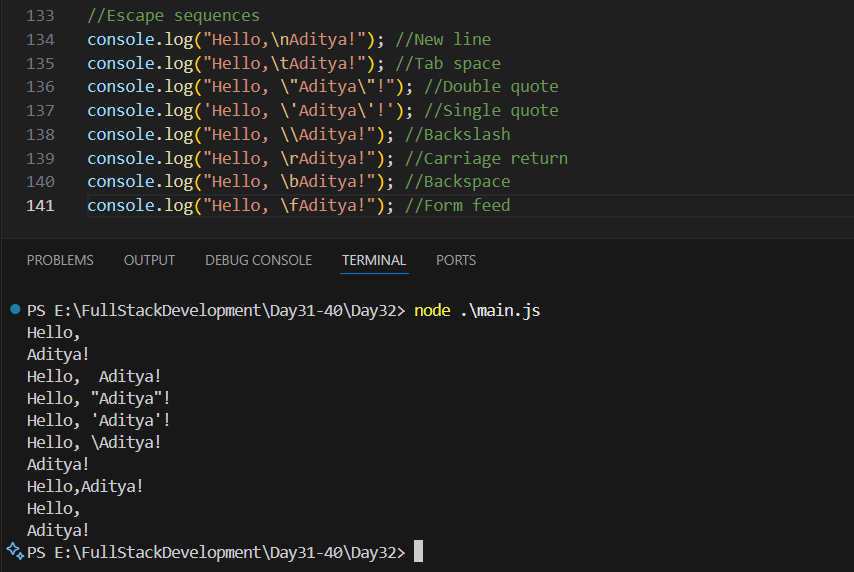 133 //Escape sequences
134 console.log("Hello,\nAditya!"); //New line
135 console.log("Hello,\tAditya!"); //Tab space
136 console.log("Hello, \"Aditya\"!"); //Double quote
137 console.log('Hello, \'Aditya\'!'); //Single quote
138 console.log("Hello, \\Aditya!"); //Backslash
139 console.log("Hello, \rAditya!"); //Carriage return
140 console.log("Hello, \bAditya!"); //Backspace
141 console.log("Hello, \fAditya!"); //Form feed
PROBLEMS OUTPUT DEBUG CONSOLE TERMINAL PORTS
PS E:\FullStackDevelopment\Day31-40\Day32> node .\main.js
Hello,
Aditya!
Hello,  Aditya!
Hello, "Aditya"!
Hello, 'Aditya'!
Hello, \Aditya!
Aditya!
Hello,Aditya!
Hello,
Aditya!
PS E:\FullStackDevelopment\Day31-40\Day32>